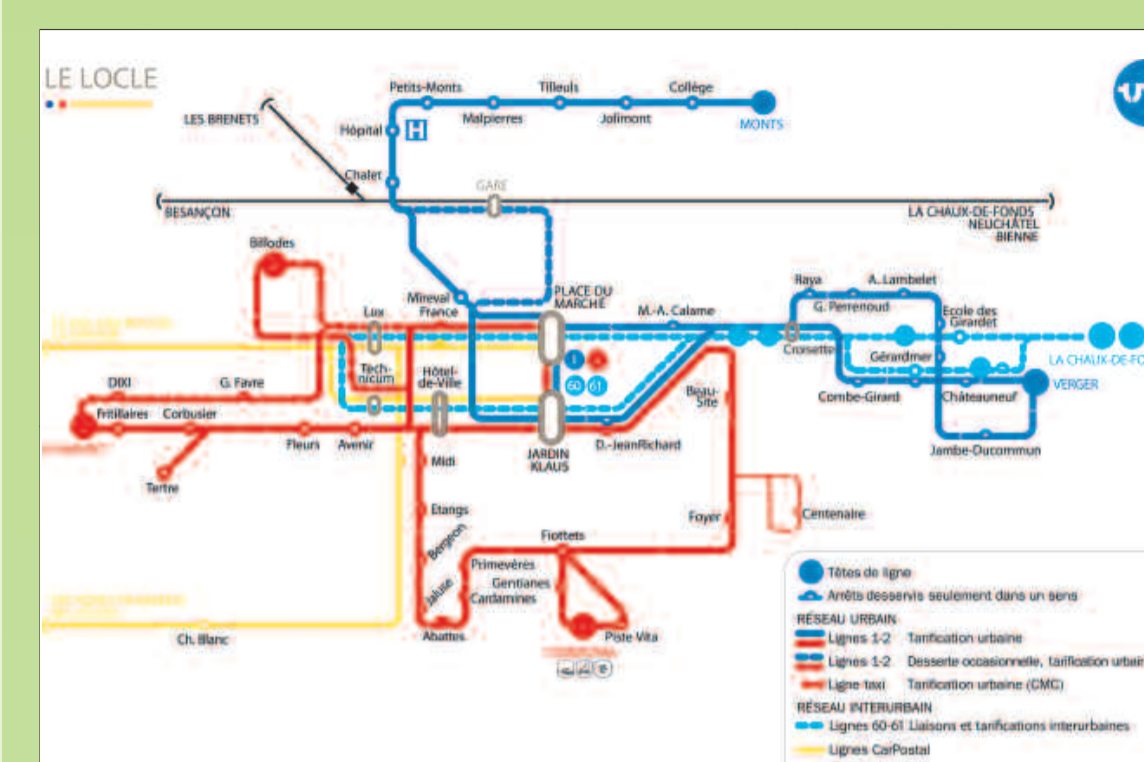 LE LOCLE
LES BRENETS
Petits-Monts
Malpierres
Tilleuls
Jolimont
Collège
MONTS
Hôpital
H
Chalet
GARE
BESANÇON
LA CHAUX-DE-FONDS
NEUCHÂTEL
BIENNE
Billodes
Mireval
France
PLACE DU
MARCHÉ
Lux
M.-A. Calame
Raya
A. Lambelet
G. Perrenoud
Ecole des
Girardet
Croisette
Gérardmer
LA CHAUX-DE-FO
VERGER
Tech-
nicum
Hôtel-
de-Ville
1
60
61
DIXI
G. Favre
Beau-
Site
Combe-Girard
Châteauneuf
Fritillaires
Corbusier
Fleurs
Avenir
JARDIN
KLAUS
D.-JeanRichard
Jambe-Ducommun
Midi
Tertre
Etangs
Foyer
Centenaire
Bergeon
Fiottets
Primevères
Gentianes
Cardamines
Jaluse
Abattes
Piste Vita
Ch. Blanc
Têtes de ligne
Arrêts desservis seulement dans un sens
RÉSEAU URBAIN
Lignes 1-2 Tarification urbaine
Lignes 1-2 Desserte occasionnelle, tarification urbain
Ligne taxi Tarification urbaine (CMC)
RÉSEAU INTERURBAIN
Lignes 60-61 Liaisons et tarifications interurbaines
Lignes CarPostal